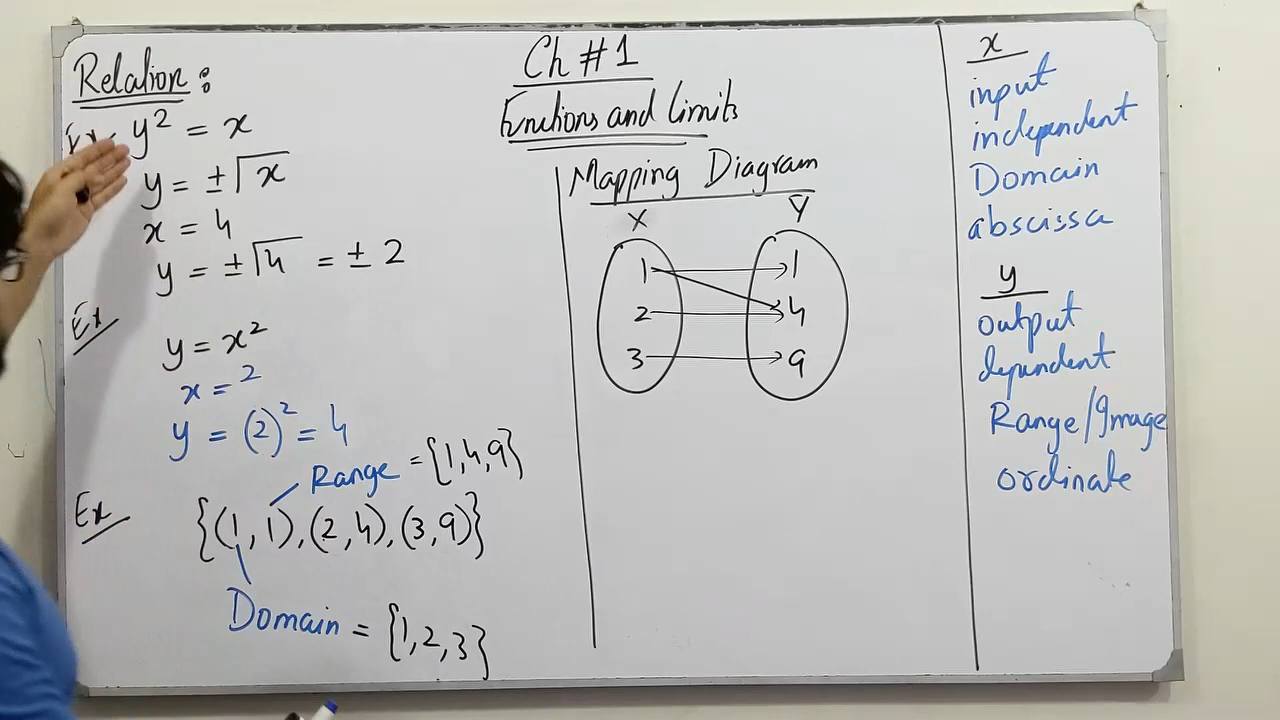 Ch # 1
Functions and Limits
Relation:
Ex y² = x
y = ±√x
x = 4
y = ±√4 = ± 2
Ex
y = x²
x = 2
y = (2)² = 4
Range = {1,4,9}
Ex {(1,1),(2,4),(3,9)}
Domain = {1,2,3}
Mapping Diagram
X Y
1 1
2 4
3 9
x
input
independent
Domain
abscissa
y
output
dependent
Range/Image
ordinate